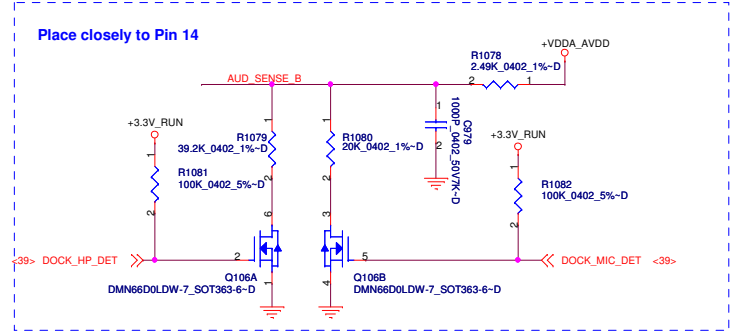 Place closely to Pin 14
+VDDA_AVDD
R1078
2.49K_0402_1%~D
2 1
AUD_SENSE_B
+3.3V_RUN
1
R1081
100K_0402_5%~D
2
1
R1079
39.2K_0402_1%~D
2
1
R1080
20K_0402_1%~D
2
1
C979
1000P_0402_50V7K~D
2
+3.3V_RUN
1
R1082
100K_0402_5%~D
2
<39> DOCK_HP_DET
2
6
1
Q106A
DMN66D0LDW-7_SOT363-6~D
3
5
4
Q106B
DMN66D0LDW-7_SOT363-6~D
DOCK_MIC_DET <39>